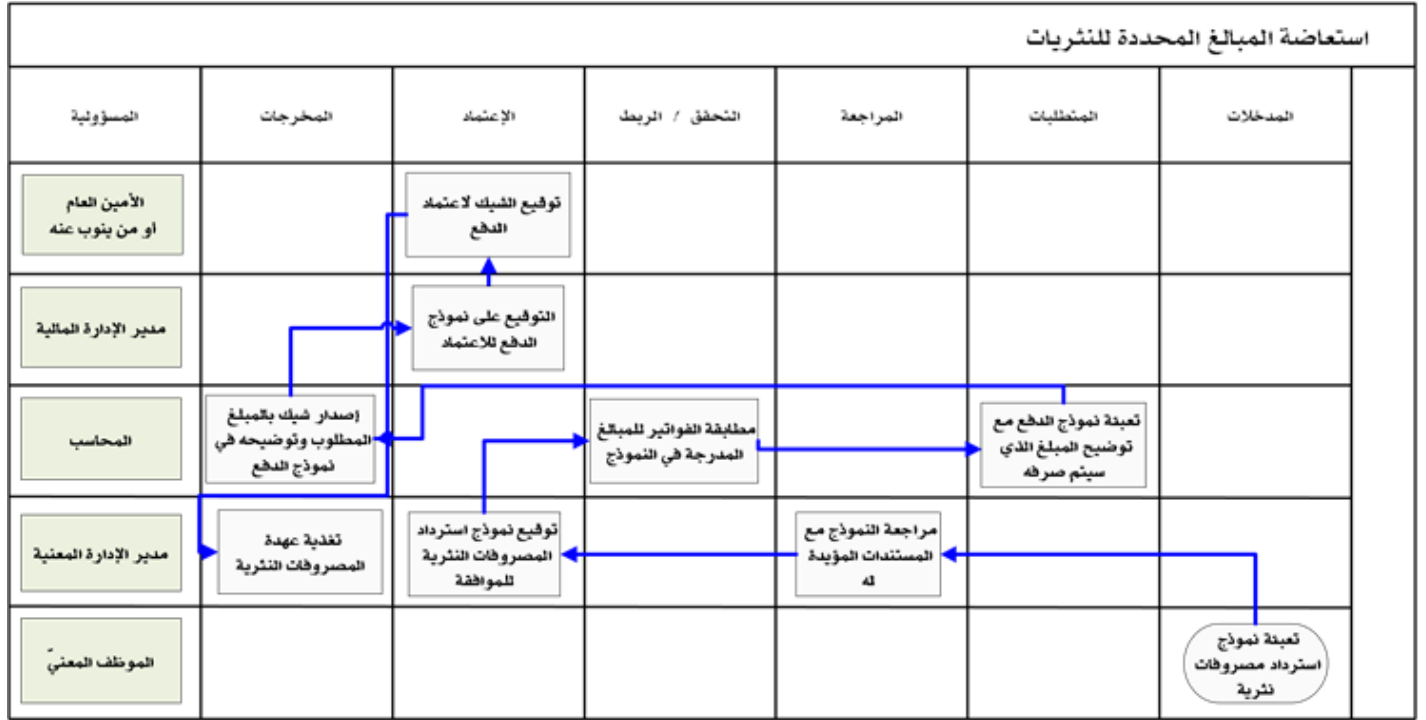 استعاضة المبالغ المحددة للنثريات
المدخلات
المتطلبات
المراجعة
التحقق / الربط
الإعتماد
المخرجات
المسؤولية
توقيع الشيك لاعتماد
الدفع
الأمين العام
أو من ينوب عنه
التوقيع على نموذج
الدفع للاعتماد
مدير الإدارة المالية
تعبئة نموذج الدفع مع
توضيح المبلغ الذي
سيتم صرفه
مطابقة الفواتير للمبالغ
المدرجة في النموذج
إصدار شيك بالمبلغ
المطلوب وتوضيحه في
نموذج الدفع
المحاسب
مراجعة النموذج مع
المستندات المؤيدة
له
توقيع نموذج استرداد
المصروفات النثرية
للموافقة
تغذية عهدة
المصروفات النثرية
مدير الإدارة المعنية
تعبئة نموذج
استرداد مصروفات
نثرية
الموظف المعنيّ